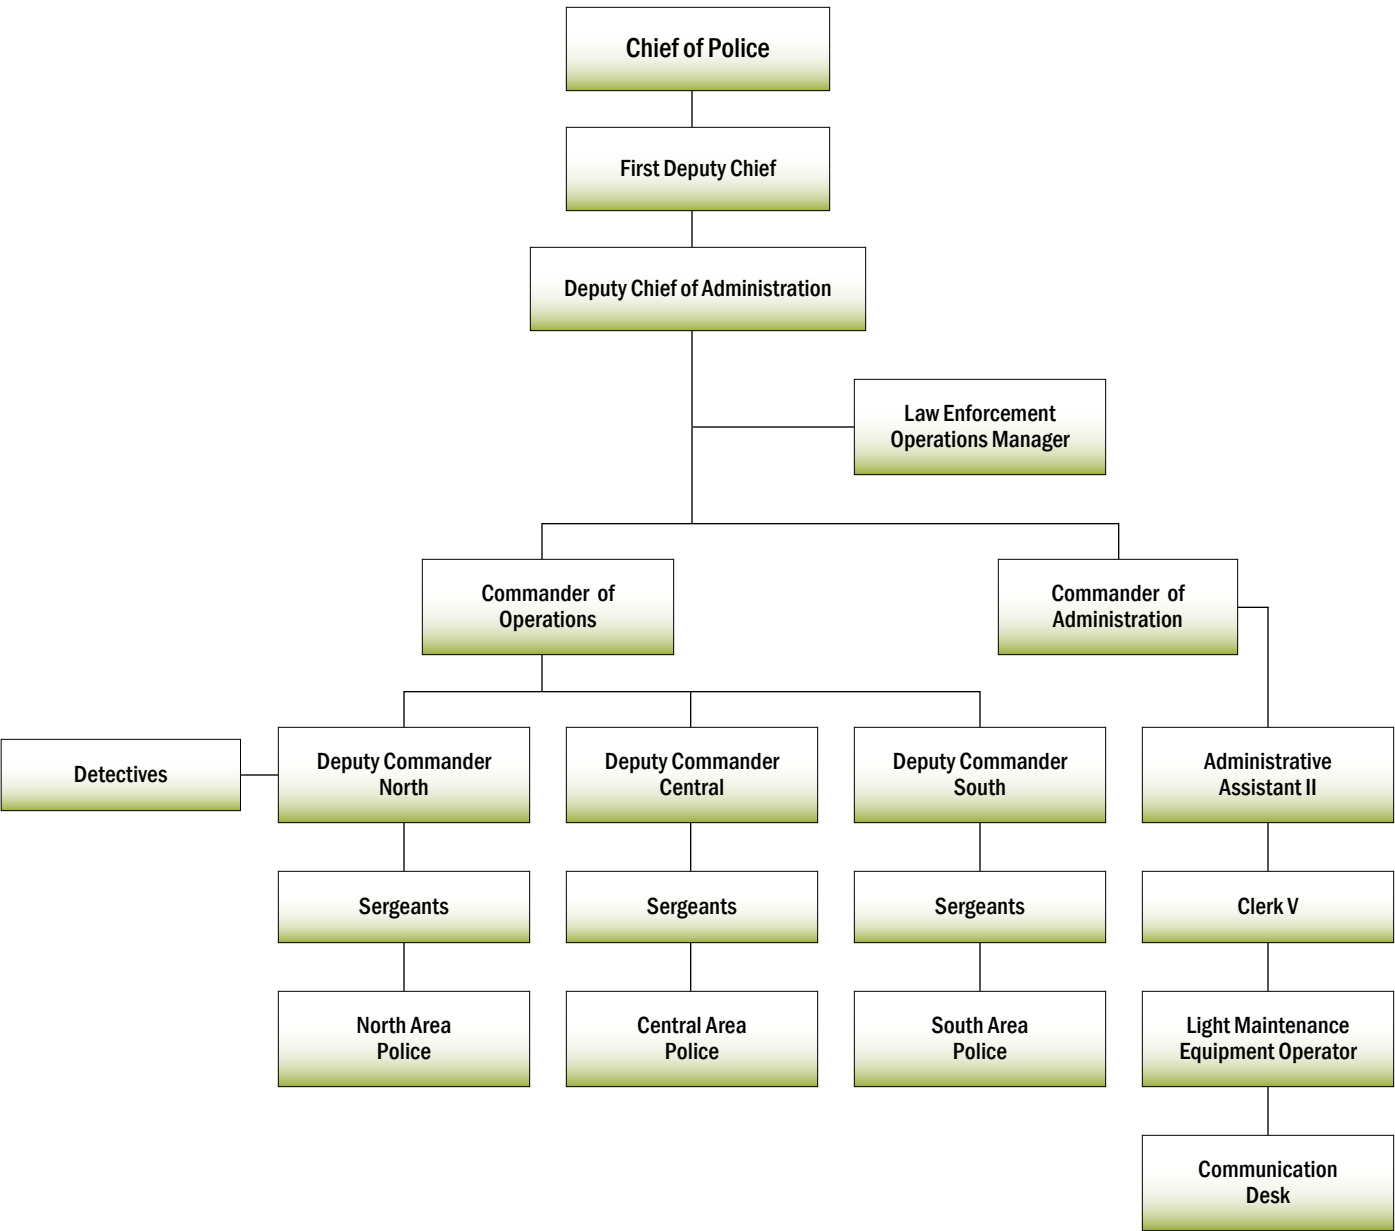 Chief of Police
First Deputy Chief
Deputy Chief of Administration
Law Enforcement
Operations Manager
Commander of
Operations
Commander of
Administration
Detectives
Deputy Commander
North
Deputy Commander
Central
Deputy Commander
South
Administrative
Assistant II
Sergeants
Sergeants
Sergeants
Clerk V
North Area
Police
Central Area
Police
South Area
Police
Light Maintenance
Equipment Operator
Communication
Desk